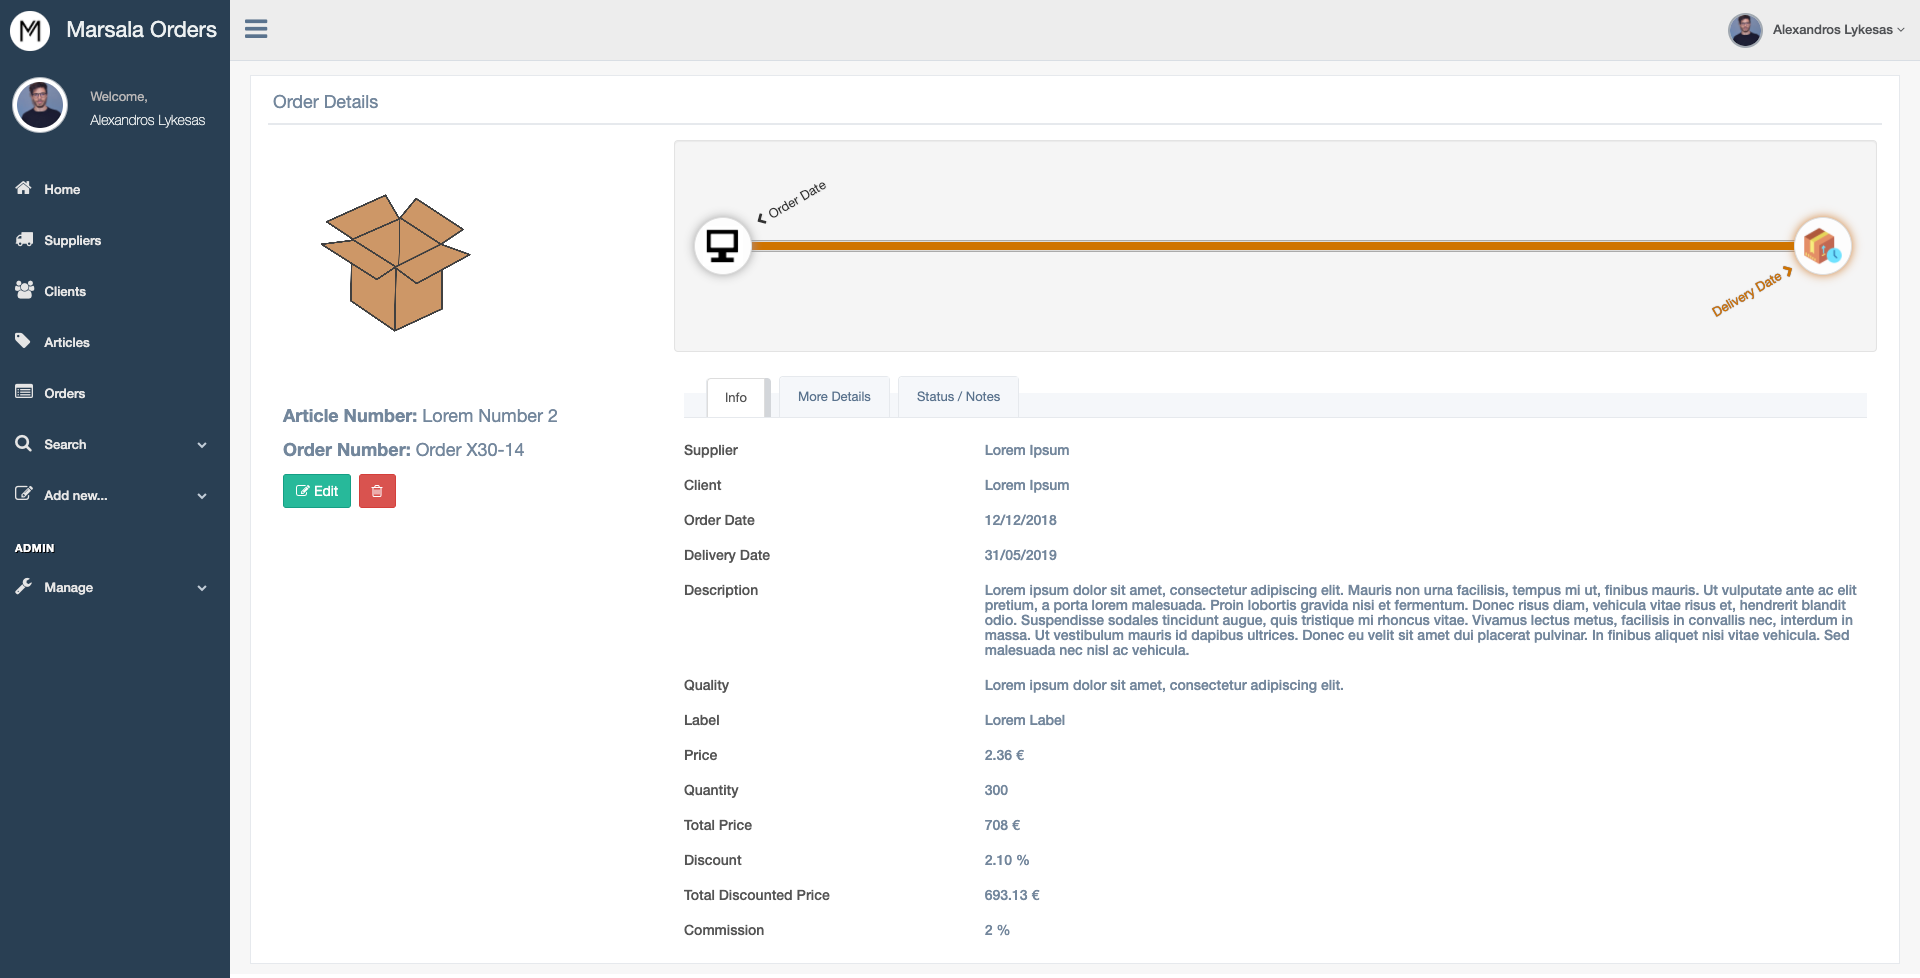 Marsala Orders
Alexandros Lykesas
Welcome,
Alexandros Lykesas
Home
Suppliers
Clients
Articles
Orders
Search
Add new...
ADMIN
Manage
Order Details
Order Date
Delivery Date
Article Number: Lorem Number 2
Order Number: Order X30-14
Edit
Info
More Details
Status / Notes
Supplier Lorem Ipsum
Client Lorem Ipsum
Order Date 12/12/2018
Delivery Date 31/05/2019
Description Lorem ipsum dolor sit amet, consectetur adipiscing elit. Mauris non urna facilisis, tempus mi ut, finibus mauris. Ut vulputate ante ac elit
pretium, a porta lorem malesuada. Proin lobortis gravida nisi et fermentum. Donec risus diam, vehicula vitae risus et, hendrerit blandit
odio. Suspendisse sodales tincidunt augue, quis tristique mi rhoncus vitae. Vivamus lectus metus, facilisis in convallis nec, interdum in
massa. Ut vestibulum mauris id dapibus ultrices. Donec eu velit sit amet dui placerat pulvinar. In finibus aliquet nisi vitae vehicula. Sed
malesuada nec nisl ac vehicula.
Quality Lorem ipsum dolor sit amet, consectetur adipiscing elit.
Label Lorem Label
Price 2.36 €
Quantity 300
Total Price 708 €
Discount 2.10 %
Total Discounted Price 693.13 €
Commission 2 %